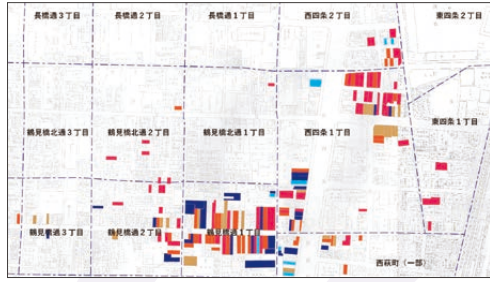 長橋通3丁目
長橋通2丁目
長橋通1丁目
西四条2丁目
東四条2丁目
東四条1丁目
鶴見橋北通3丁目
鶴見橋北通2丁目
鶴見橋北通1丁目
西四条1丁目
鶴見橋通3丁目
鶴見橋通2丁目
鶴見橋通1丁目
西萩町（一部）